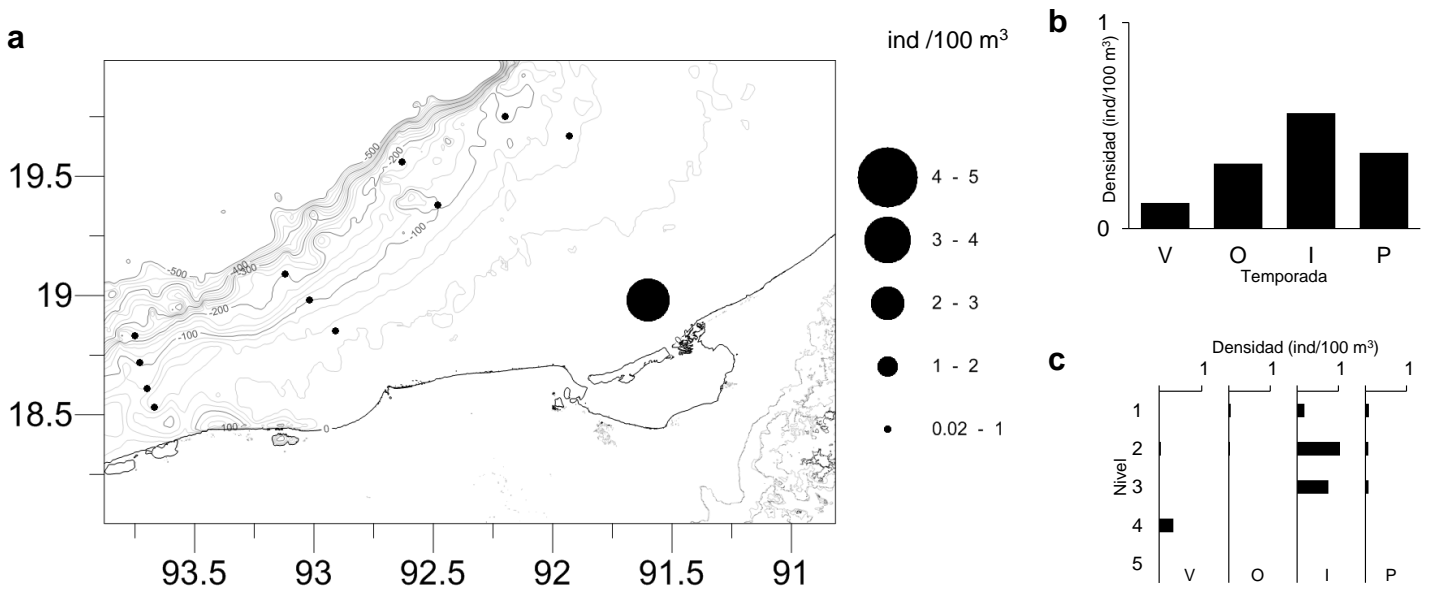 a
ind /100 m³
4 - 5
3 - 4
2 - 3
1 - 2
0.02 - 1
19.5
19
18.5
93.5
93
92.5
92
91.5
91
-500
-200
-100
-500
-400
-200
-100
100
0
b
Densidad (ind/100 m³)
1
0
V O I P
Temporada
c
Densidad (ind/100 m³)
1 1 1 1
Nivel
1
2
3
4
5
V O I P